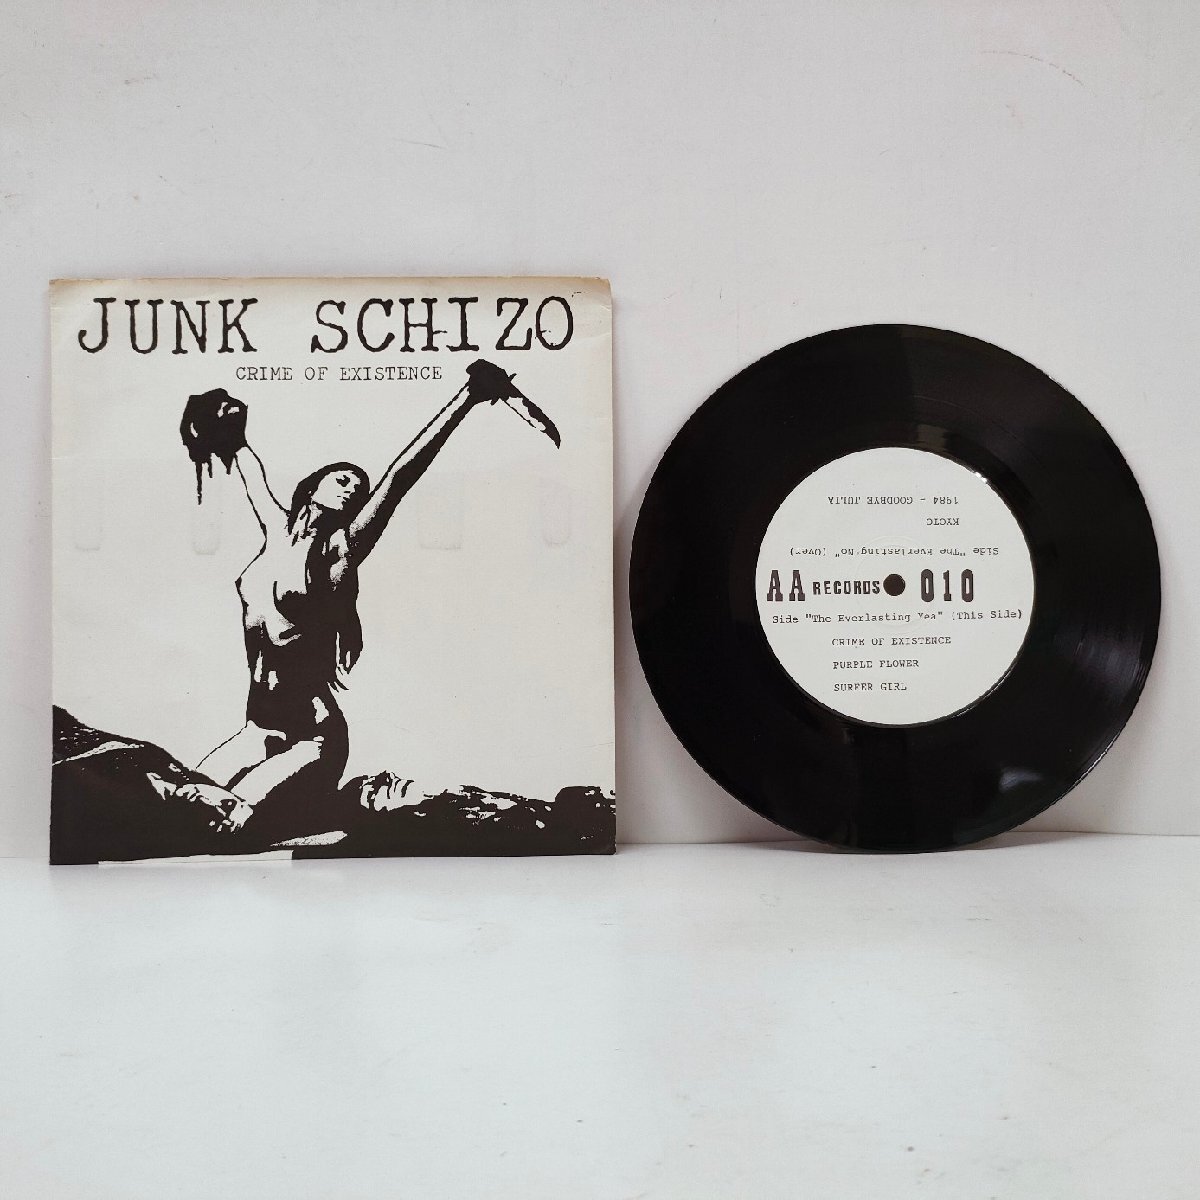 JUNK SCHIZO
CRIME OF EXISTENCE
1984 - GOODBYE JULIA
KYCTC
Side "The Everlasting No" (Over)
AA RECORDS 010
Side "The Everlasting Yea" (This Side)
CRIME OF EXISTENCE
PURPLE FLOWER
SURFER GIRL